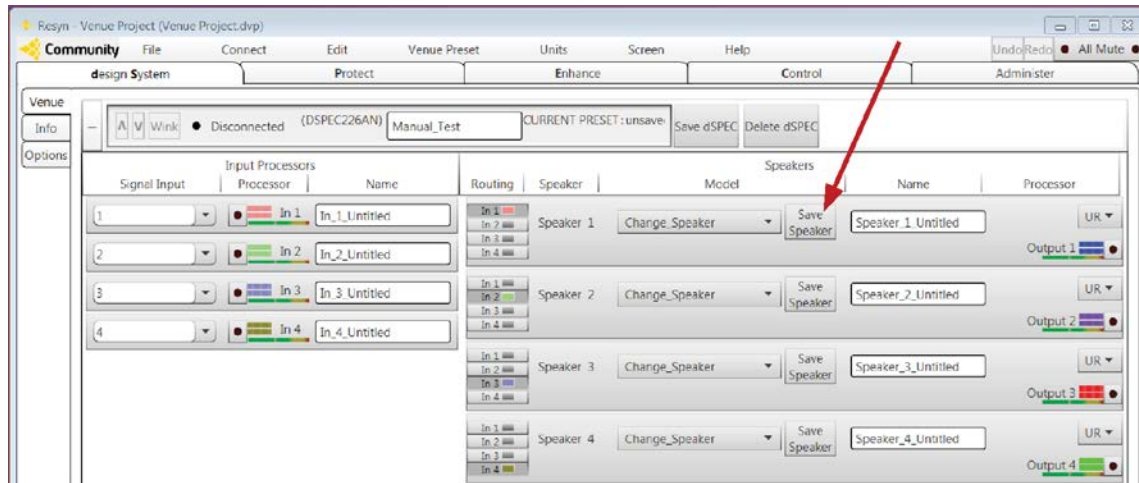 Resyn - Venue Project (Venue Project.dvp)
Community File Connect Edit Venue Preset Units Screen Help Undo Redo All Mute
design System Protect Enhance Control Administer
Venue
Info
Options
- Λ V Wink Disconnected (DSPEC226AN) Manual_Test CURRENT PRESET: unsave Save dSPEC Delete dSPEC
Input Processors Speakers
Signal Input Processor Name Routing Speaker Model Name Processor
1 In 1 In_1_Untitled
2 In 2 In_2_Untitled
3 In 3 In_3_Untitled
4 In 4 In_4_Untitled
In 1
In 2
In 3
In 4
Speaker 1 Change_Speaker Save Speaker Speaker_1_Untitled UR
Output 1
In 1
In 2
In 3
In 4
Speaker 2 Change_Speaker Save Speaker Speaker_2_Untitled UR
Output 2
In 1
In 2
In 3
In 4
Speaker 3 Change_Speaker Save Speaker Speaker_3_Untitled UR
Output 3
In 1
In 2
In 3
In 4
Speaker 4 Change_Speaker Save Speaker Speaker_4_Untitled UR
Output 4